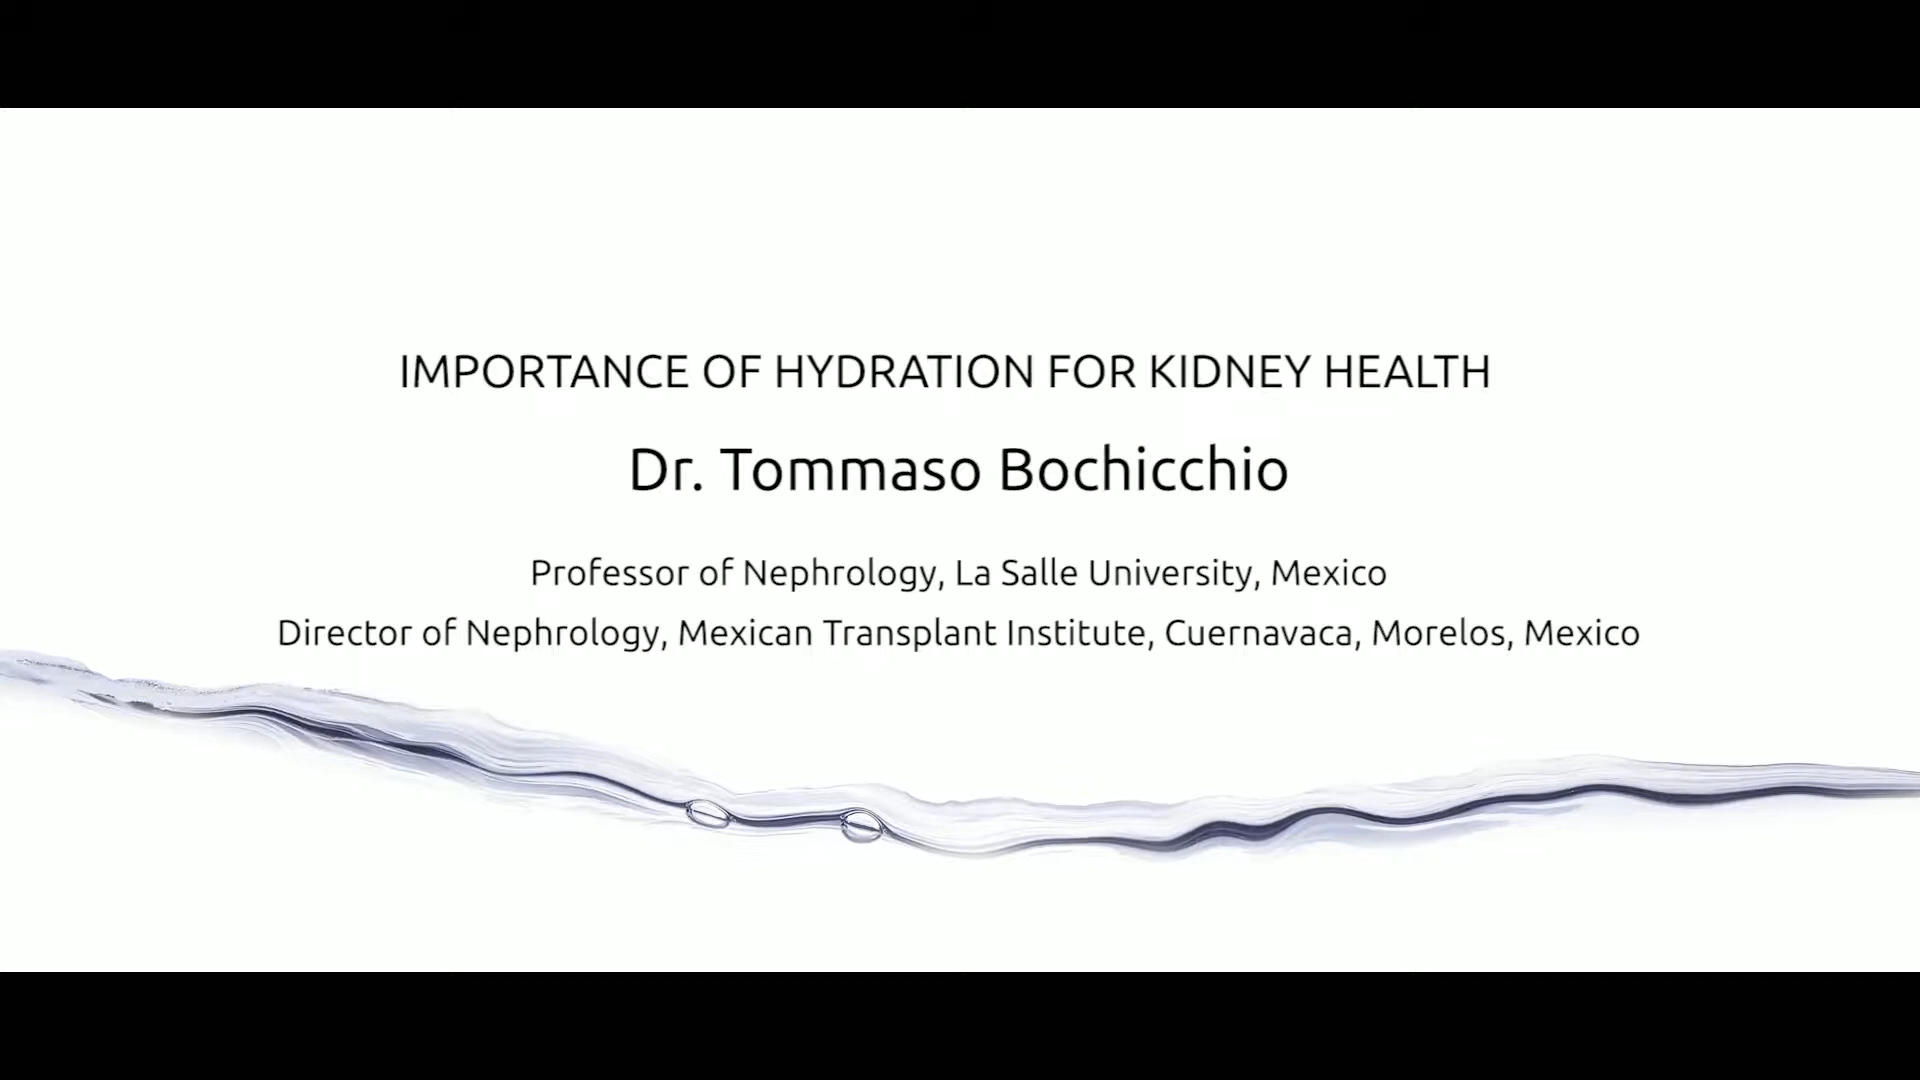 IMPORTANCE OF HYDRATION FOR KIDNEY HEALTH
Dr. Tommaso Bochicchio
Professor of Nephrology, La Salle University, Mexico
Director of Nephrology, Mexican Transplant Institute, Cuernavaca, Morelos, Mexico